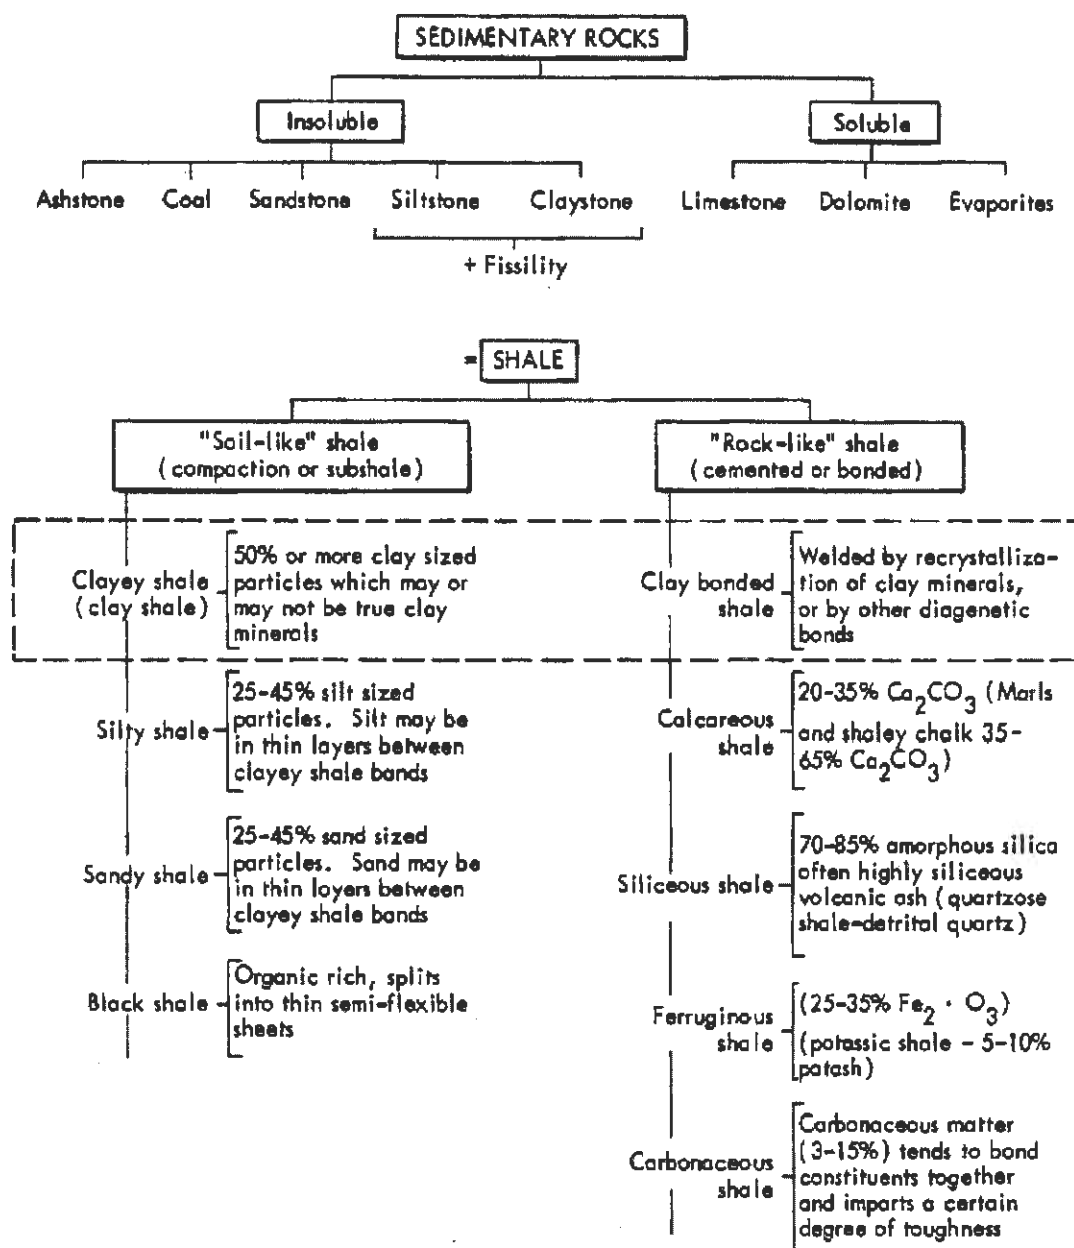 SEDIMENTARY ROCKS
Insoluble
Soluble
Ashstone Coal Sandstone Siltstone Claystone Limestone Dolomite Evaporites
+ Fissility
= SHALE
"Soil-like" shale
(compaction or subshale)
"Rock-like" shale
(cemented or bonded)
Clayey shale
(clay shale)
50% or more clay sized
particles which may or
may not be true clay
minerals
Clay bonded
shale
Welded by recrystalliza-
tion of clay minerals,
or by other diagenetic
bonds
Silty shale
25-45% silt sized
particles. Silt may be
in thin layers between
clayey shale bands
Calcareous
shale
20-35% Ca2CO3 (Marls
and shaley chalk 35-
65% Ca2CO3)
Sandy shale
25-45% sand sized
particles. Sand may be
in thin layers between
clayey shale bands
Siliceous shale
70-85% amorphous silica
often highly siliceous
volcanic ash (quartzose
shale-detrital quartz)
Black shale
Organic rich, splits
into thin semi-flexible
sheets
Ferruginous
shale
(25-35% Fe2 · O3)
(potassic shale - 5-10%
potash)
Carbonaceous
shale
Carbonaceous matter
(3-15%) tends to bond
constituents together
and imparts a certain
degree of toughness